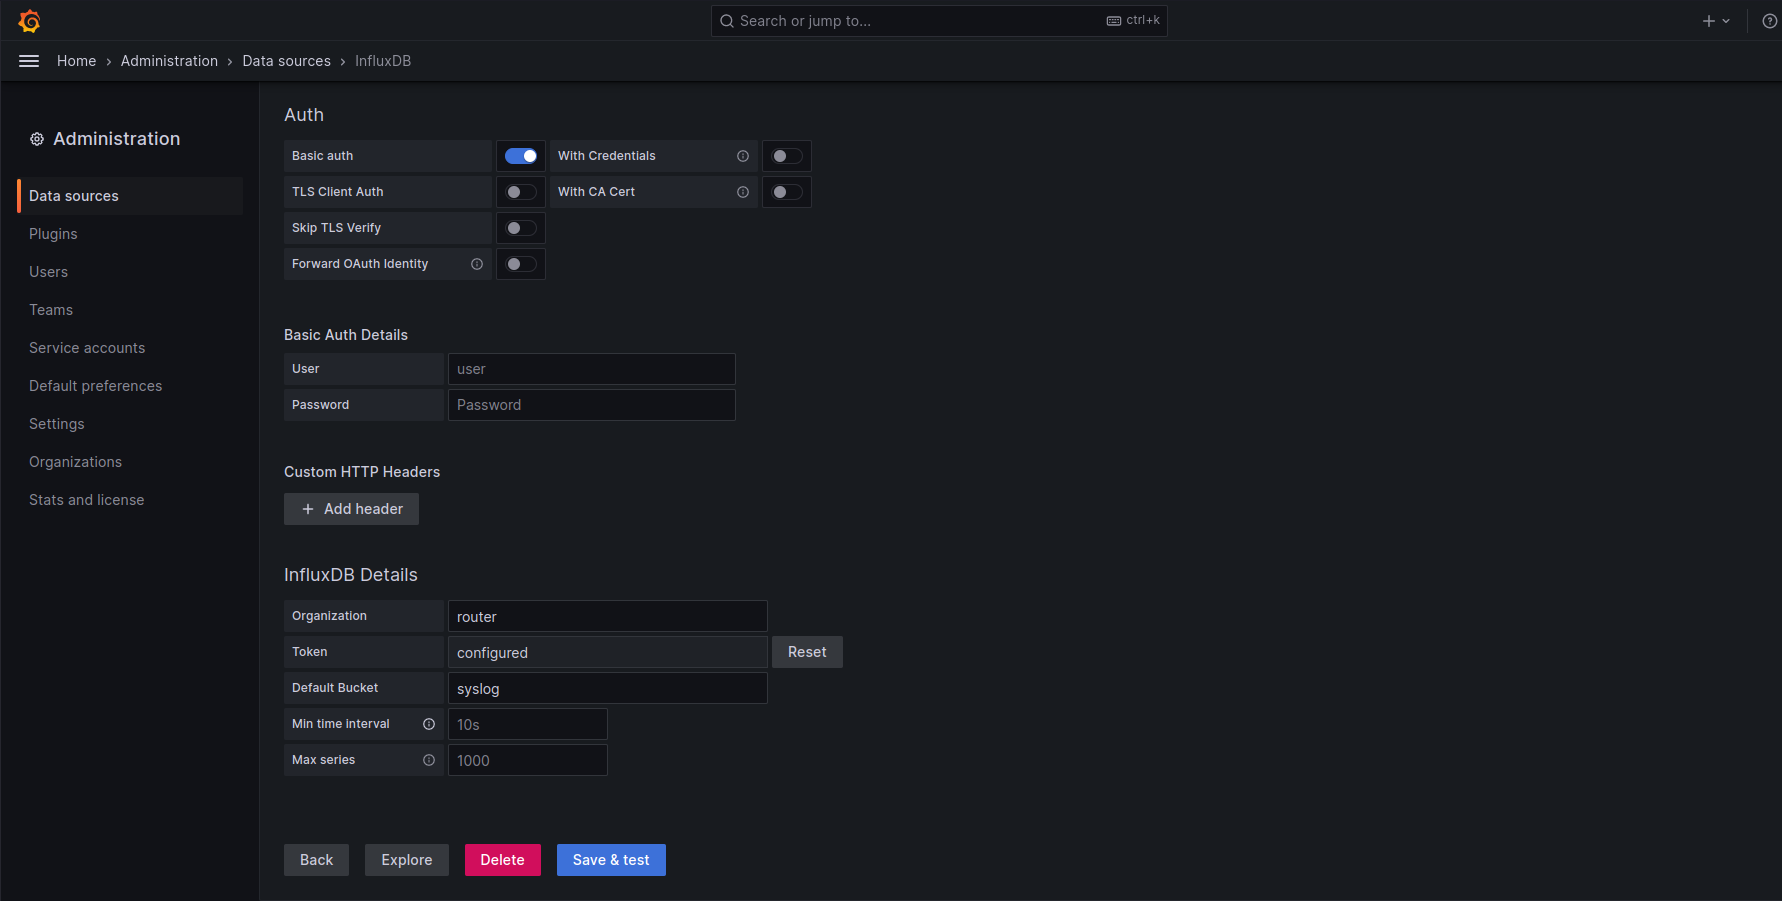 Search or jump to... ctrl+k
Home › Administration › Data sources › InfluxDB
Administration
Data sources
Plugins
Users
Teams
Service accounts
Default preferences
Settings
Organizations
Stats and license
Auth
Basic auth With Credentials
TLS Client Auth With CA Cert
Skip TLS Verify
Forward OAuth Identity
Basic Auth Details
User user
Password Password
Custom HTTP Headers
+ Add header
InfluxDB Details
Organization router
Token configured Reset
Default Bucket syslog
Min time interval 10s
Max series 1000
Back Explore Delete Save & test